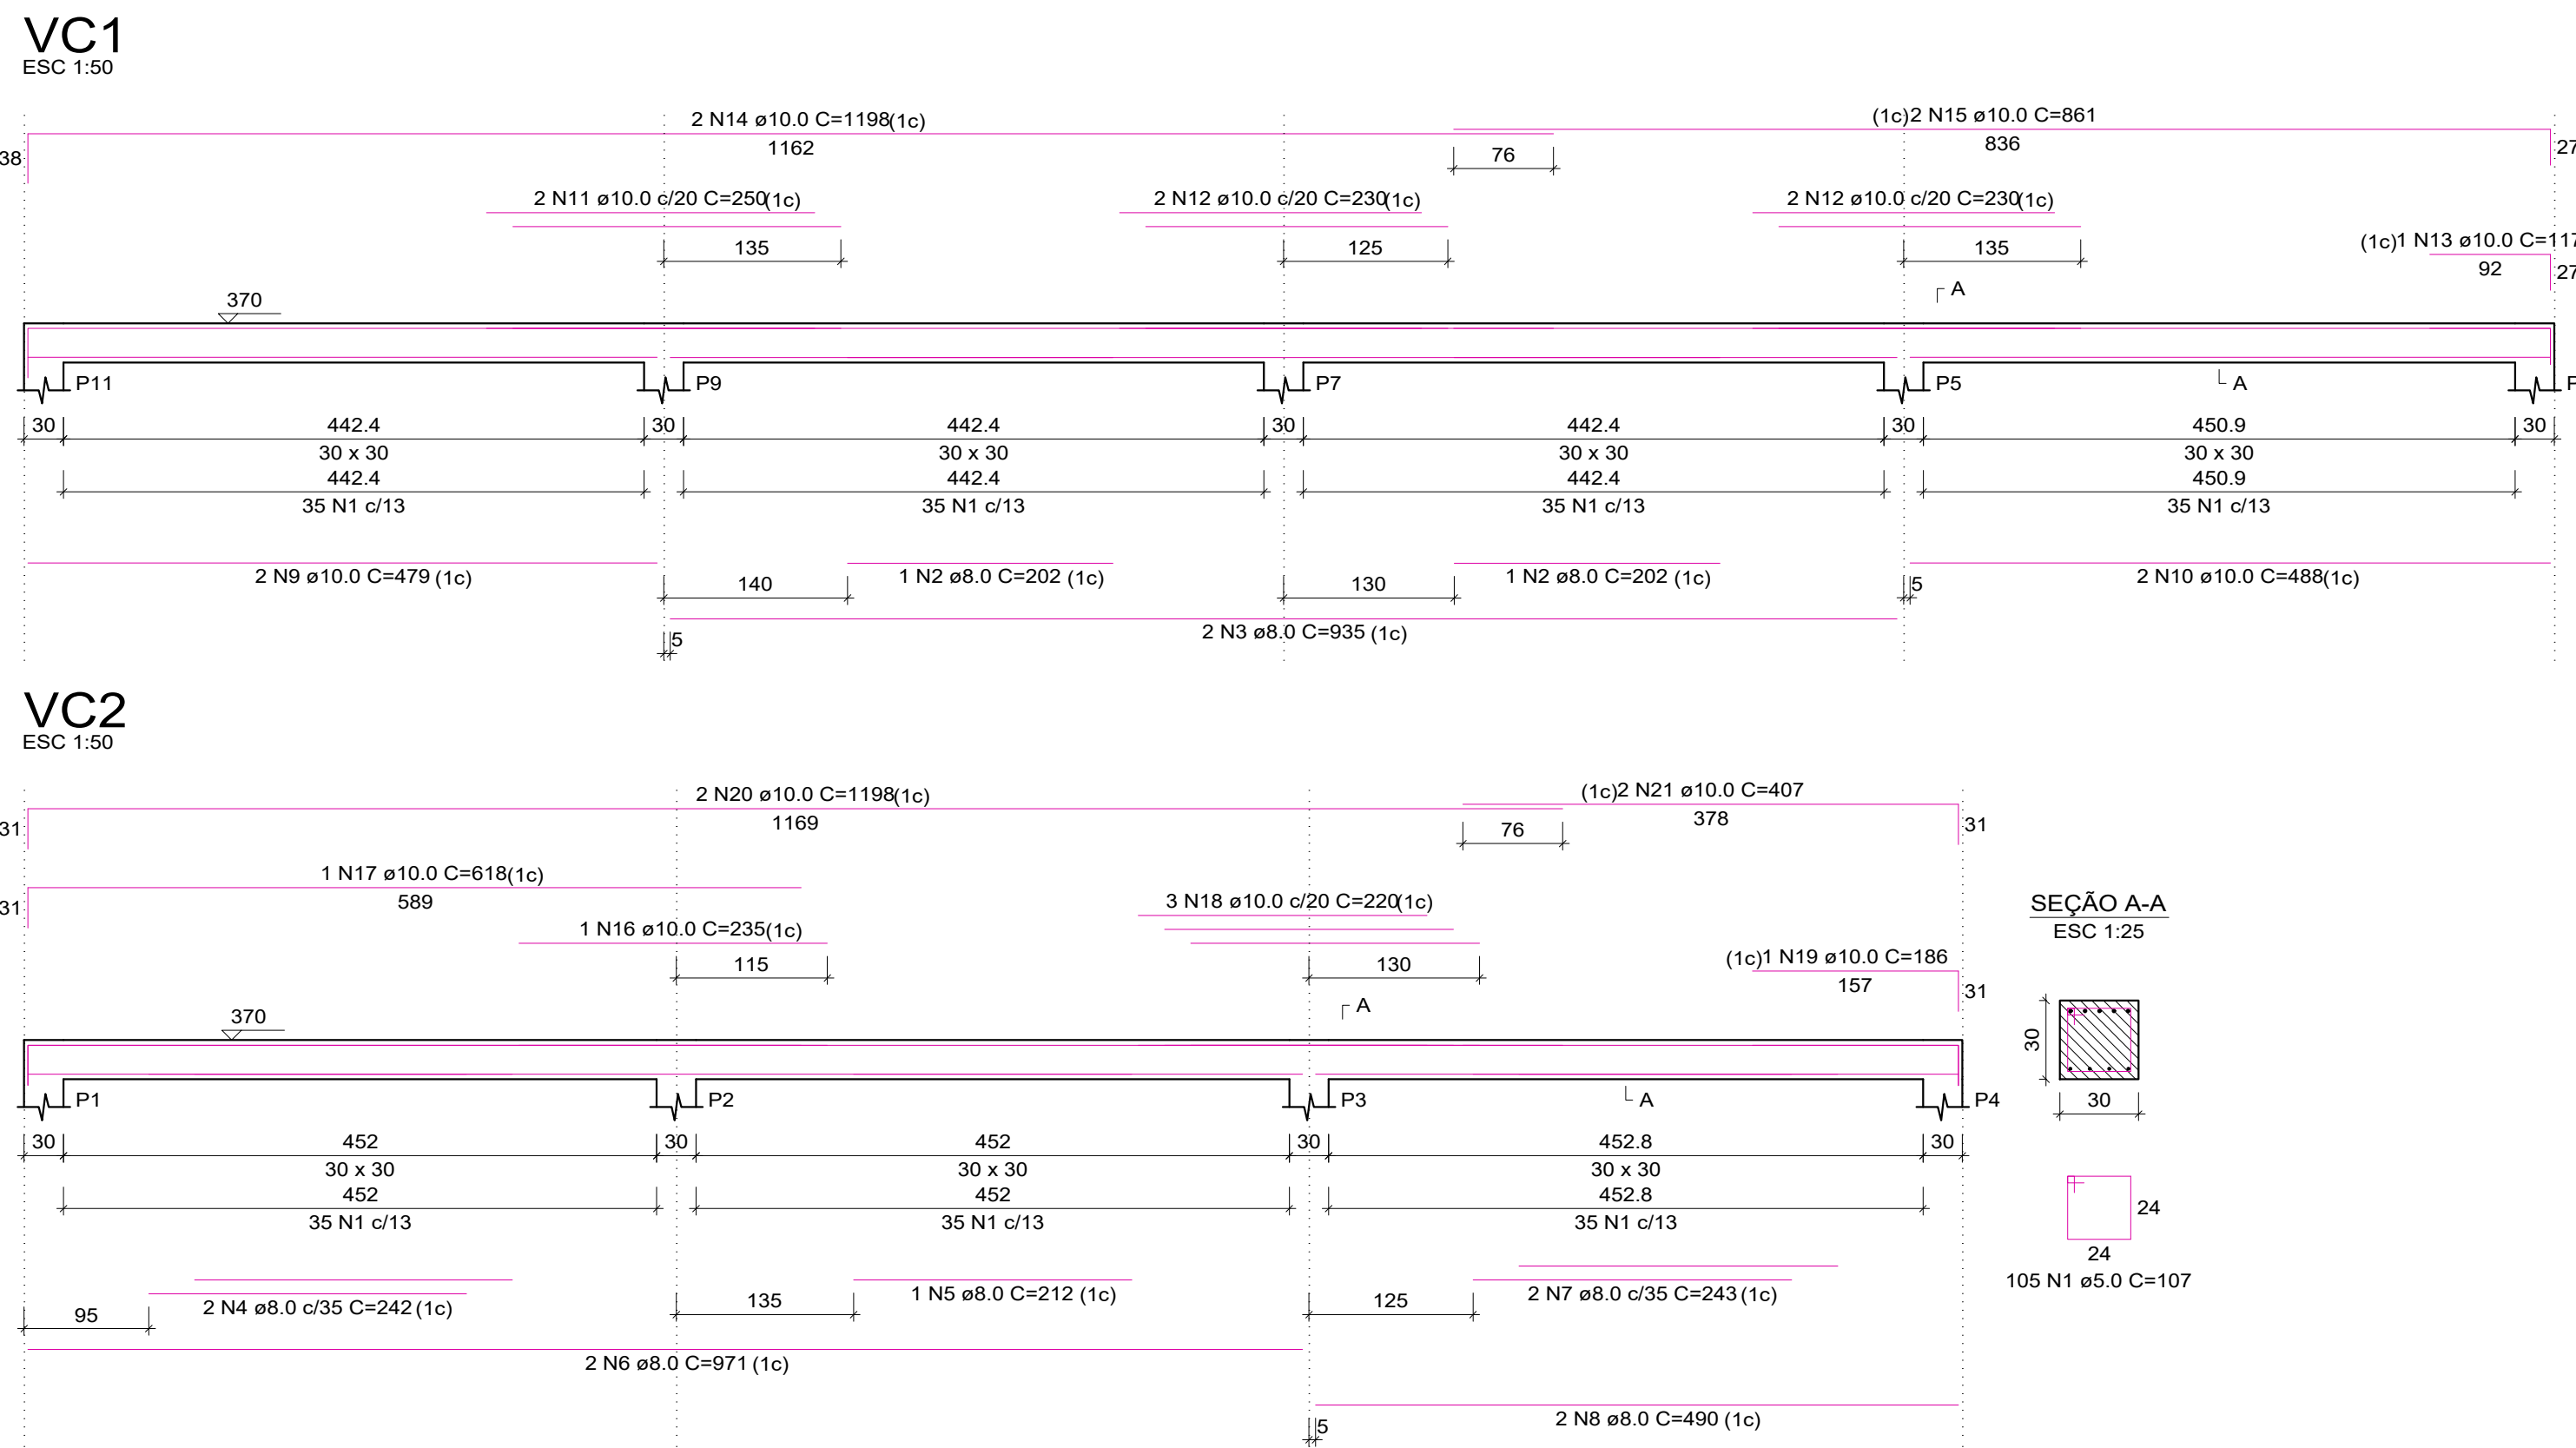 VC1
ESC 1:50
2 N14 ø10.0 C=1198(1c)
(1c)2 N15 ø10.0 C=861
1162
836
38
76
27
2 N11 ø10.0 c/20 C=250(1c)
2 N12 ø10.0 c/20 C=230(1c)
2 N12 ø10.0 c/20 C=230(1c)
135
125
135
(1c)1 N13 ø10.0 C=117
92
27
A
370
P11
P9
P7
P5
A
P
30
442.4
30
442.4
30
442.4
30
450.9
30
30 x 30
30 x 30
30 x 30
30 x 30
442.4
442.4
442.4
450.9
35 N1 c/13
35 N1 c/13
35 N1 c/13
35 N1 c/13
2 N9 ø10.0 C=479 (1c)
140
1 N2 ø8.0 C=202 (1c)
130
1 N2 ø8.0 C=202 (1c)
5
2 N10 ø10.0 C=488(1c)
5
2 N3 ø8.0 C=935 (1c)
VC2
ESC 1:50
2 N20 ø10.0 C=1198(1c)
(1c)2 N21 ø10.0 C=407
31
1169
76
378
31
1 N17 ø10.0 C=618(1c)
31
589
3 N18 ø10.0 c/20 C=220(1c)
1 N16 ø10.0 C=235(1c)
115
130
(1c)1 N19 ø10.0 C=186
157
31
SEÇÃO A-A
ESC 1:25
A
370
P1
P2
P3
A
P4
30
30
30
452
30
452
30
452.8
30
30 x 30
30 x 30
30 x 30
452
452
452.8
35 N1 c/13
35 N1 c/13
35 N1 c/13
24
24
105 N1 ø5.0 C=107
95
2 N4 ø8.0 c/35 C=242 (1c)
135
1 N5 ø8.0 C=212 (1c)
125
2 N7 ø8.0 c/35 C=243 (1c)
2 N6 ø8.0 C=971 (1c)
5
2 N8 ø8.0 C=490 (1c)